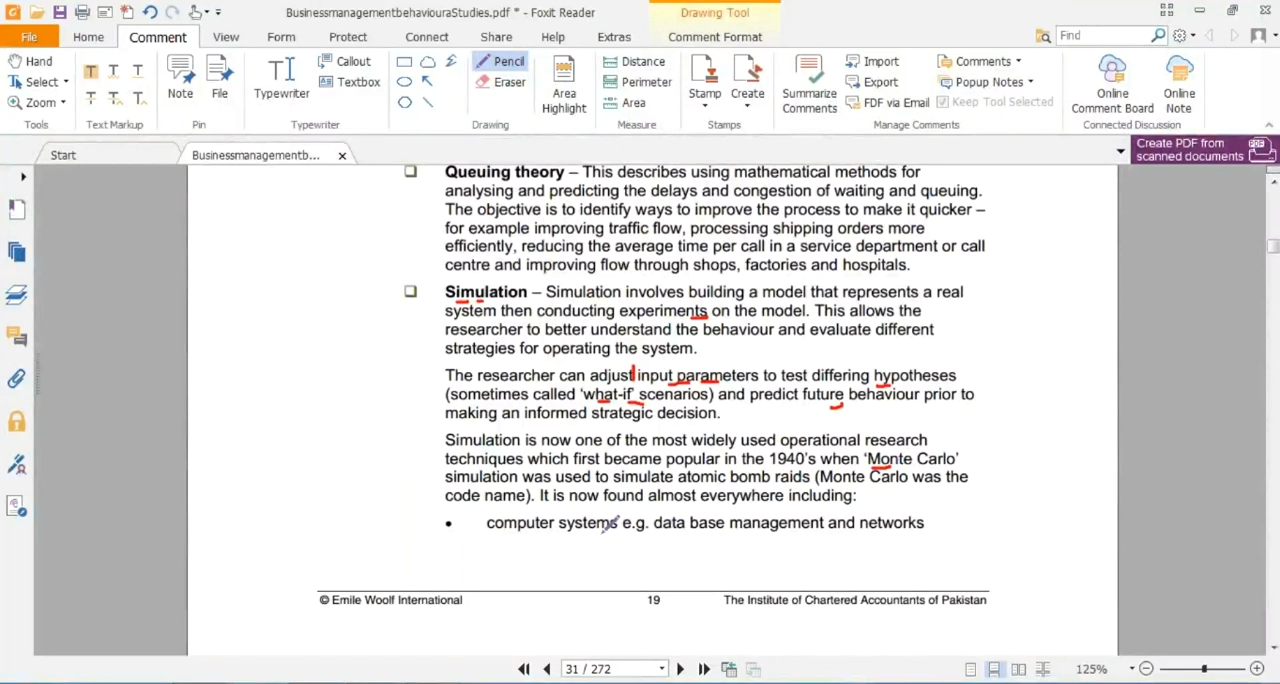 BusinessmanagementbehaviouraStudies.pdf * - Foxit Reader
Drawing Tool
File Home Comment View Form Protect Connect Share Help Extras Comment Format Find
Hand
Select
Zoom
Tools
T T T
T T T
Text Markup
Note File
Pin
Typewriter
Callout
Textbox
Typewriter
Pencil
Eraser
Drawing
Area
Highlight
Distance
Perimeter
Area
Measure
Stamp Create
Stamps
Summarize
Comments
Import
Export
FDF via Email
Comments
Popup Notes
Keep Tool Selected
Manage Comments
Online
Comment Board
Online
Note
Connected Discussion
Start
Businessmanagementb...
Create PDF from
scanned documents
Queuing theory – This describes using mathematical methods for
analysing and predicting the delays and congestion of waiting and queuing.
The objective is to identify ways to improve the process to make it quicker –
for example improving traffic flow, processing shipping orders more
efficiently, reducing the average time per call in a service department or call
centre and improving flow through shops, factories and hospitals.
Simulation – Simulation involves building a model that represents a real
system then conducting experiments on the model. This allows the
researcher to better understand the behaviour and evaluate different
strategies for operating the system.
The researcher can adjust input parameters to test differing hypotheses
(sometimes called ‘what-if’ scenarios) and predict future behaviour prior to
making an informed strategic decision.
Simulation is now one of the most widely used operational research
techniques which first became popular in the 1940’s when ‘Monte Carlo’
simulation was used to simulate atomic bomb raids (Monte Carlo was the
code name). It is now found almost everywhere including:
• computer systems e.g. data base management and networks
© Emile Woolf International 19 The Institute of Chartered Accountants of Pakistan
31 / 272
125%